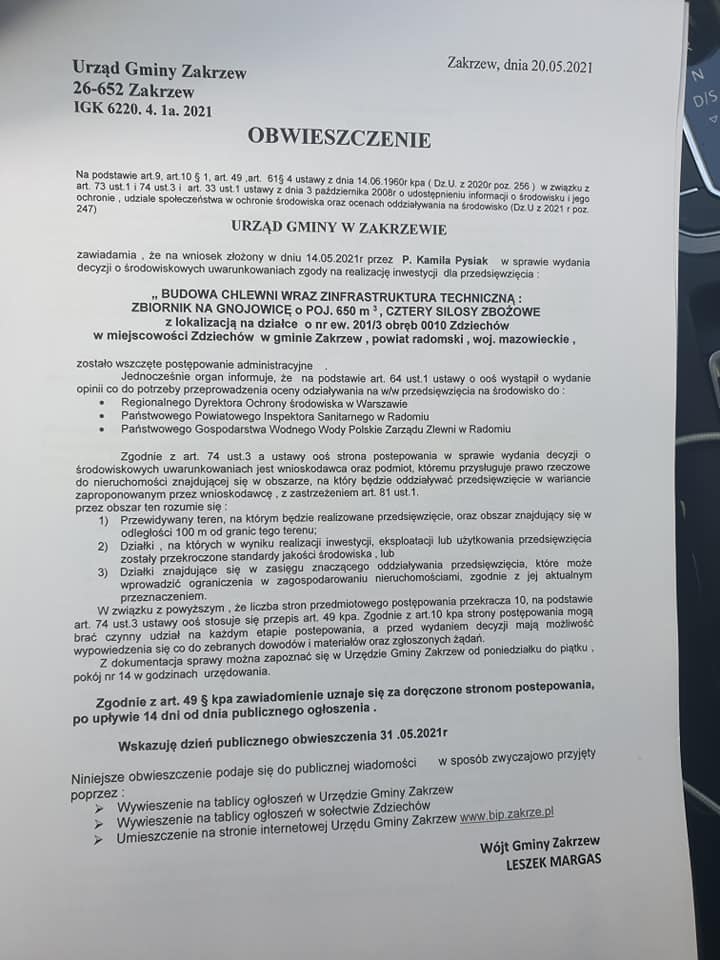 Urząd Gminy Zakrzew
Zakrzew, dnia 20.05.2021
26-652 Zakrzew
IGK 6220. 4. 1a. 2021
OBWIESZCZENIE
Na podstawie art.9, art.10 § 1, art. 49 ,art. 61§ 4 ustawy z dnia 14.06.1960r kpa ( Dz.U. z 2020r poz. 256 ) w związku z
art. 73 ust.1 i 74 ust.3 i art. 33 ust.1 ustawy z dnia 3 października 2008r o udostępnieniu informacji o środowisku i jego
ochronie , udziale społeczeństwa w ochronie środowiska oraz ocenach oddziaływania na środowisko (Dz.U z 2021 r poz.
247)
URZĄD GMINY W ZAKRZEWIE
zawiadamia , że na wniosek złożony w dniu 14.05.2021r przez P. Kamila Pysiak w sprawie wydania
decyzji o środowiskowych uwarunkowaniach zgody na realizację inwestycji dla przedsięwzięcia :
„ BUDOWA CHLEWNI WRAZ ZINFRASTRUKTURA TECHNICZNĄ :
ZBIORNIK NA GNOJOWICĘ o POJ. 650 m ³ , CZTERY SILOSY ZBOŻOWE
z lokalizacją na działce o nr ew. 201/3 obręb 0010 Zdziechów
w miejscowości Zdziechów w gminie Zakrzew , powiat radomski , woj. mazowieckie ,
zostało wszczęte postępowanie administracyjne .
Jednocześnie organ informuje, że na podstawie art. 64 ust.1 ustawy o ooś wystąpił o wydanie
opinii co do potrzeby przeprowadzenia oceny odziaływania na w/w przedsięwzięcia na środowisko do :
• Regionalnego Dyrektora Ochrony środowiska w Warszawie
• Państwowego Powiatowego Inspektora Sanitarnego w Radomiu
• Państwowego Gospodarstwa Wodnego Wody Polskie Zarządu Zlewni w Radomiu
Zgodnie z art. 74 ust.3 a ustawy ooś strona postepowania w sprawie wydania decyzji o
środowiskowych uwarunkowaniach jest wnioskodawca oraz podmiot, któremu przysługuje prawo rzeczowe
do nieruchomości znajdującej się w obszarze, na który będzie oddziaływać przedsięwzięcie w wariancie
zaproponowanym przez wnioskodawcę , z zastrzeżeniem art. 81 ust.1.
przez obszar ten rozumie się :
1) Przewidywany teren, na którym będzie realizowane przedsięwzięcie, oraz obszar znajdujący się w
odległości 100 m od granic tego terenu;
2) Działki , na których w wyniku realizacji inwestycji, eksploatacji lub użytkowania przedsięwzięcia
zostały przekroczone standardy jakości środowiska , lub
3) Działki znajdujące się w zasięgu znaczącego oddziaływania przedsięwzięcia, które może
wprowadzić ograniczenia w zagospodarowaniu nieruchomościami, zgodnie z jej aktualnym
przeznaczeniem.
W związku z powyższym , że liczba stron przedmiotowego postępowania przekracza 10, na podstawie
art. 74 ust.3 ustawy ooś stosuje się przepis art. 49 kpa. Zgodnie z art.10 kpa strony postępowania mogą
brać czynny udział na każdym etapie postepowania, a przed wydaniem decyzji mają możliwość
wypowiedzenia się co do zebranych dowodów i materiałów oraz zgłoszonych żądań.
Z dokumentacja sprawy można zapoznać się w Urzędzie Gminy Zakrzew od poniedziałku do piątku ,
pokój nr 14 w godzinach urzędowania.
Zgodnie z art. 49 § kpa zawiadomienie uznaje się za doręczone stronom postepowania,
po upływie 14 dni od dnia publicznego ogłoszenia .
Wskazuję dzień publicznego obwieszczenia 31 .05.2021r
Niniejsze obwieszczenie podaje się do publicznej wiadomości w sposób zwyczajowo przyjęty
poprzez :
➢ Wywieszenie na tablicy ogłoszeń w Urzędzie Gminy Zakrzew
➢ Wywieszenie na tablicy ogłoszeń w sołectwie Zdziechów
➢ Umieszczenie na stronie internetowej Urzędu Gminy Zakrzew www.bip.zakrze.pl
Wójt Gminy Zakrzew
LESZEK MARGAS
N
D/S